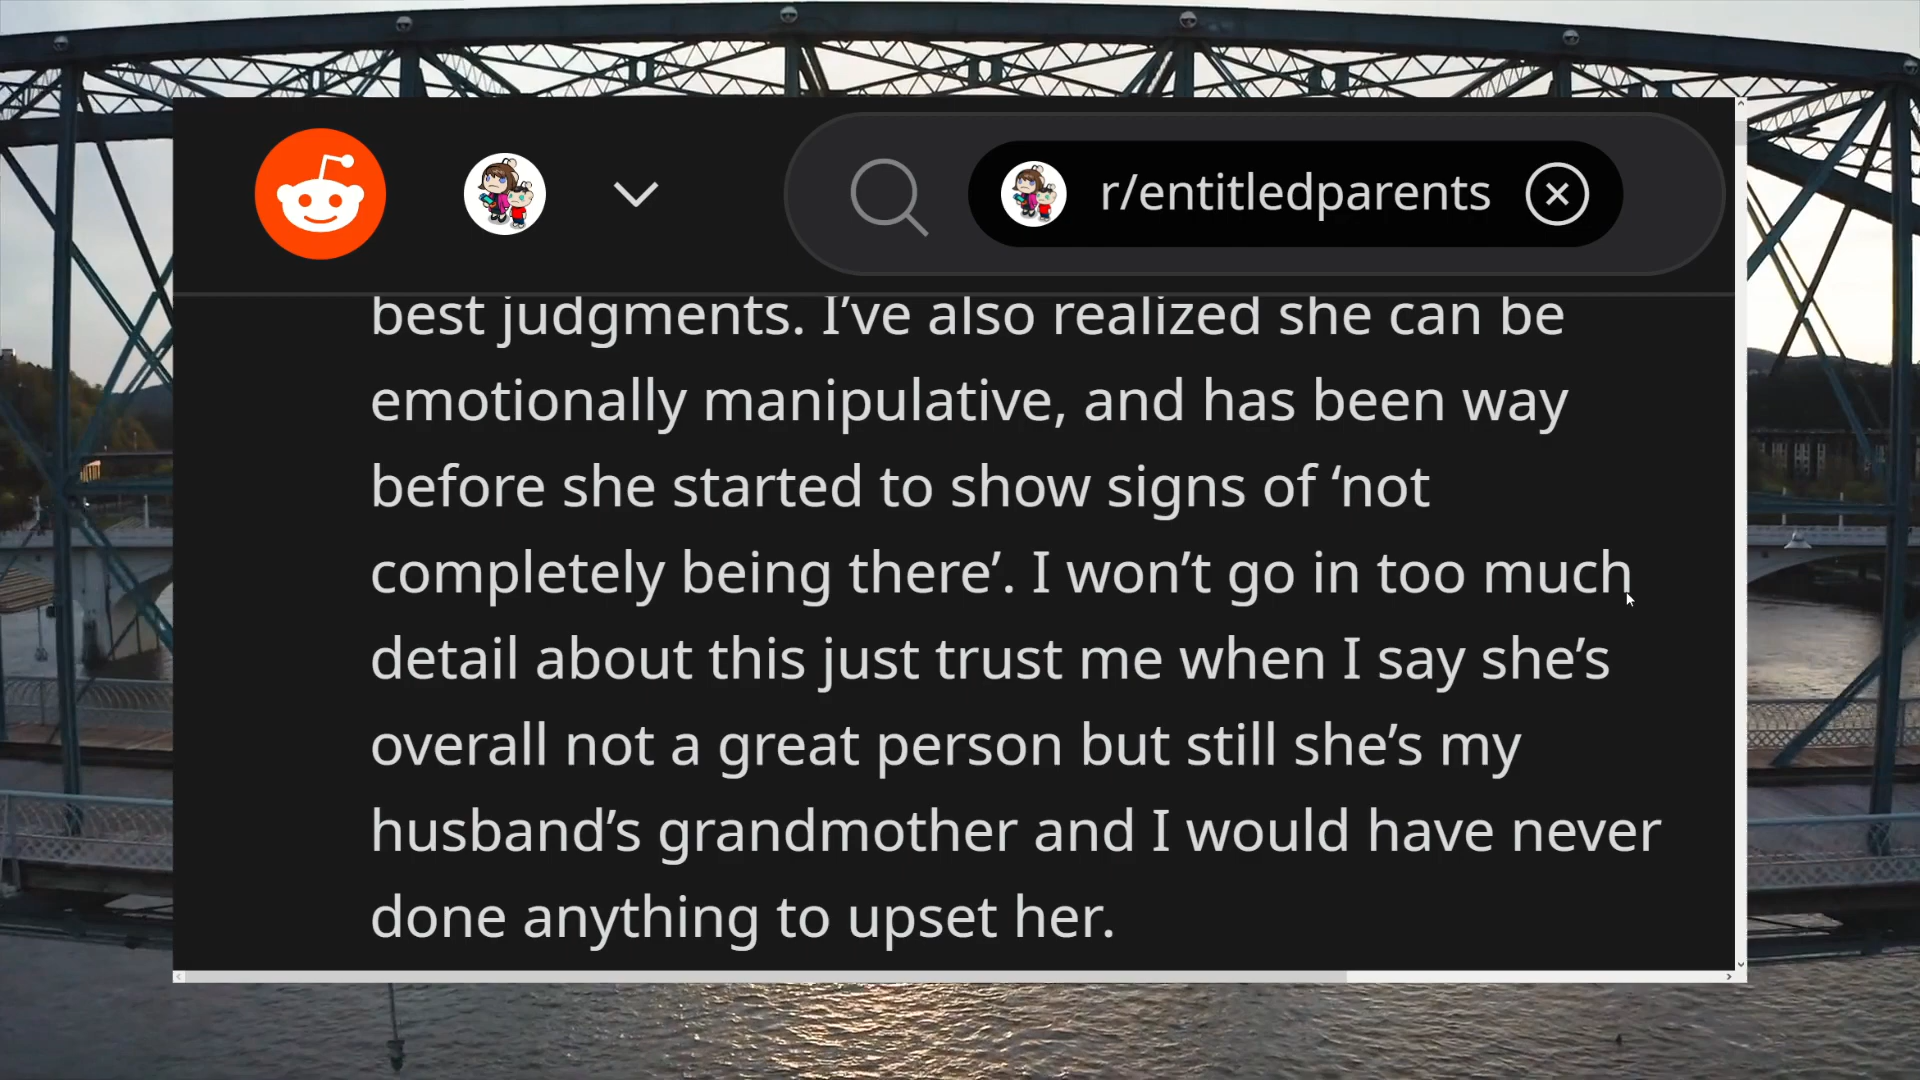 r/entitledparents
best judgments. I’ve also realized she can be
emotionally manipulative, and has been way
before she started to show signs of ‘not
completely being there’. I won’t go in too much
detail about this just trust me when I say she’s
overall not a great person but still she’s my
husband’s grandmother and I would have never
done anything to upset her.